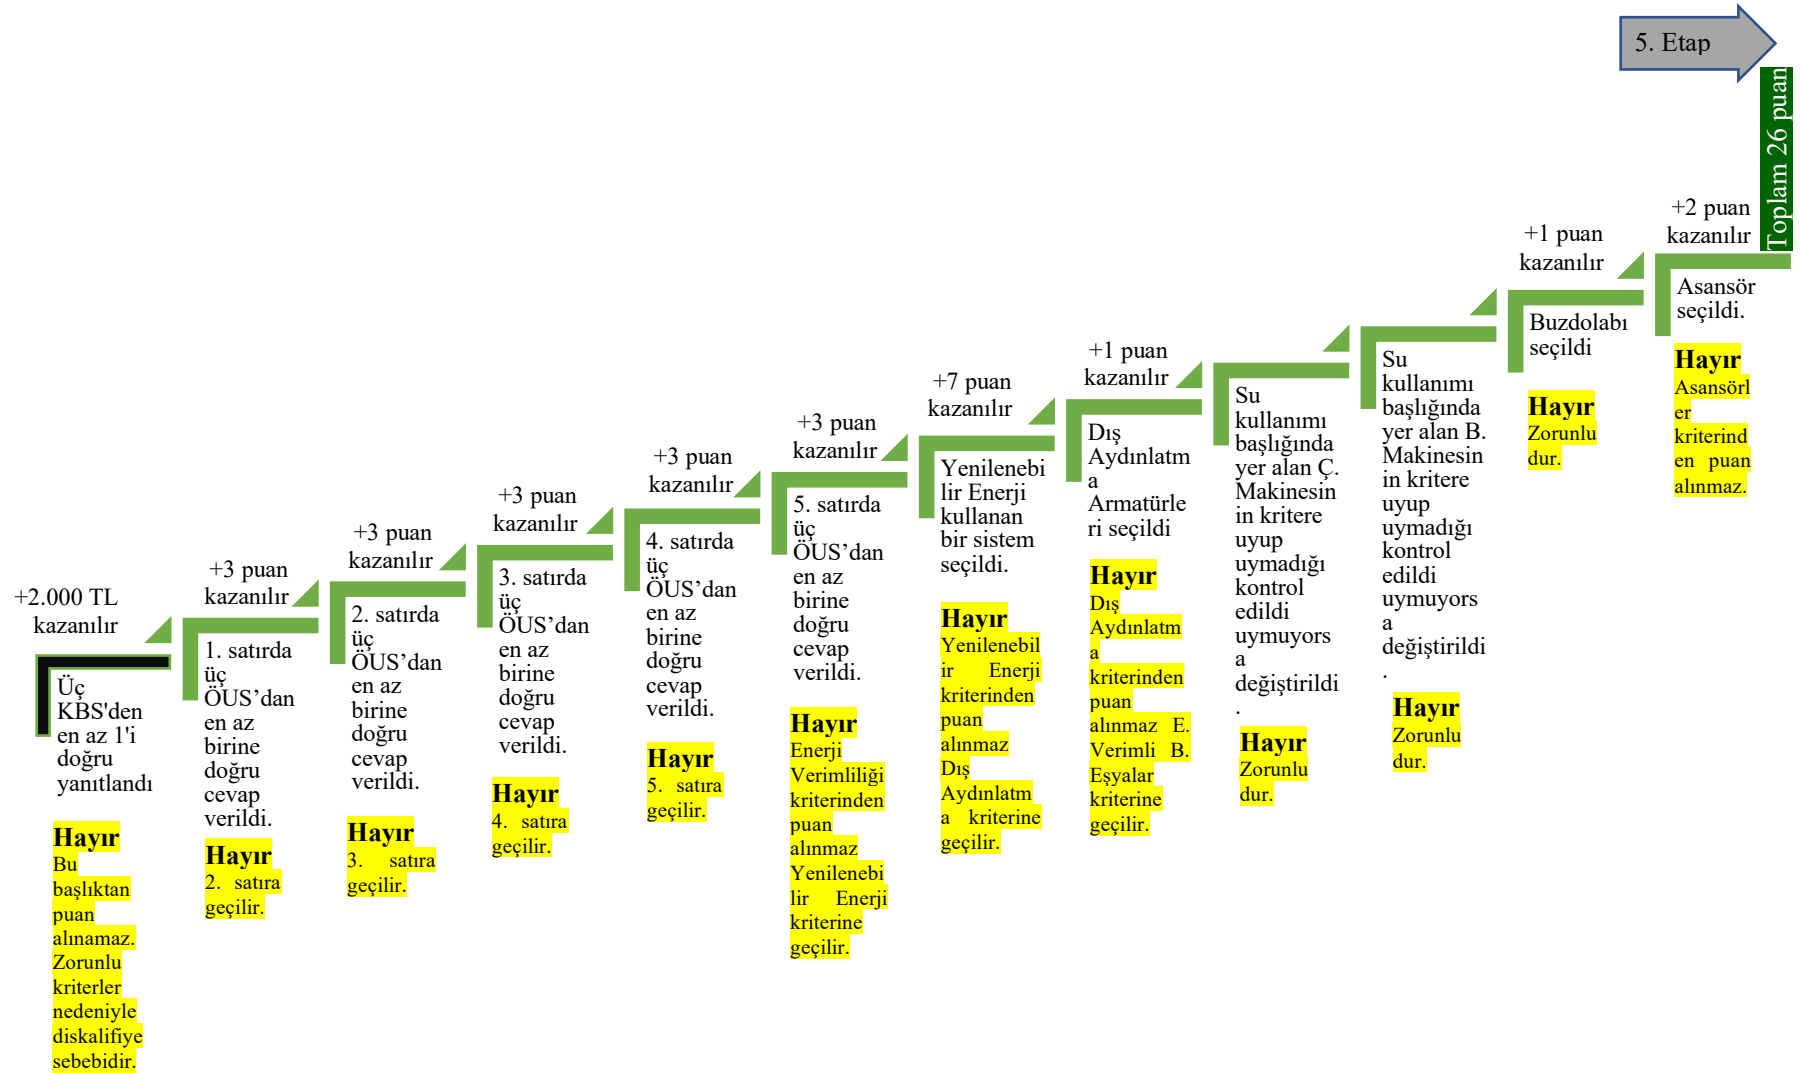 5. Etap
Toplam 26 puan
+2.000 TL
kazanılır
Üç
KBS'den
en az 1'i
doğru
yanıtlandı
Hayır
Bu
başlıktan
puan
alınamaz.
Zorunlu
kriterler
nedeniyle
diskalifiye
sebebidir.
+3 puan
kazanılır
1. satırda
üç
ÖUS’dan
en az
birine
doğru
cevap
verildi.
Hayır
2. satıra
geçilir.
+3 puan
kazanılır
2. satırda
üç
ÖUS’dan
en az
birine
doğru
cevap
verildi.
Hayır
3. satıra
geçilir.
+3 puan
kazanılır
3. satırda
üç
ÖUS’dan
en az
birine
doğru
cevap
verildi.
Hayır
4. satıra
geçilir.
+3 puan
kazanılır
4. satırda
üç
ÖUS’dan
en az
birine
doğru
cevap
verildi.
Hayır
5. satıra
geçilir.
+3 puan
kazanılır
5. satırda
üç
ÖUS’dan
en az
birine
doğru
cevap
verildi.
Hayır
Enerji
Verimliliği
kriterinden
puan
alınmaz
Yenilenebi
lir Enerji
kriterine
geçilir.
+7 puan
kazanılır
Yenilenebi
lir Enerji
kullanan
bir sistem
seçildi.
Hayır
Yenilenebil
ir Enerji
kriterinden
puan
alınmaz
Dış
Aydınlatm
a kriterine
geçilir.
+1 puan
kazanılır
Dış
Aydınlatm
a
Armatürle
ri seçildi
Hayır
Dış
Aydınlatm
a
kriterinden
puan
alınmaz E.
Verimli B.
Eşyalar
kriterine
geçilir.
Su
kullanımı
başlığında
yer alan Ç.
Makinesin
in kritere
uyup
uymadığı
kontrol
edildi
uymuyors
a
değiştirildi
.
Hayır
Zorunlu
dur.
Su
kullanımı
başlığında
yer alan B.
Makinesin
in kritere
uyup
uymadığı
kontrol
edildi
uymuyors
a
değiştirildi
.
Hayır
Zorunlu
dur.
+1 puan
kazanılır
Buzdolabı
seçildi
Hayır
Zorunlu
dur.
+2 puan
kazanılır
Asansör
seçildi.
Hayır
Asansörl
er
kriterind
en puan
alınmaz.